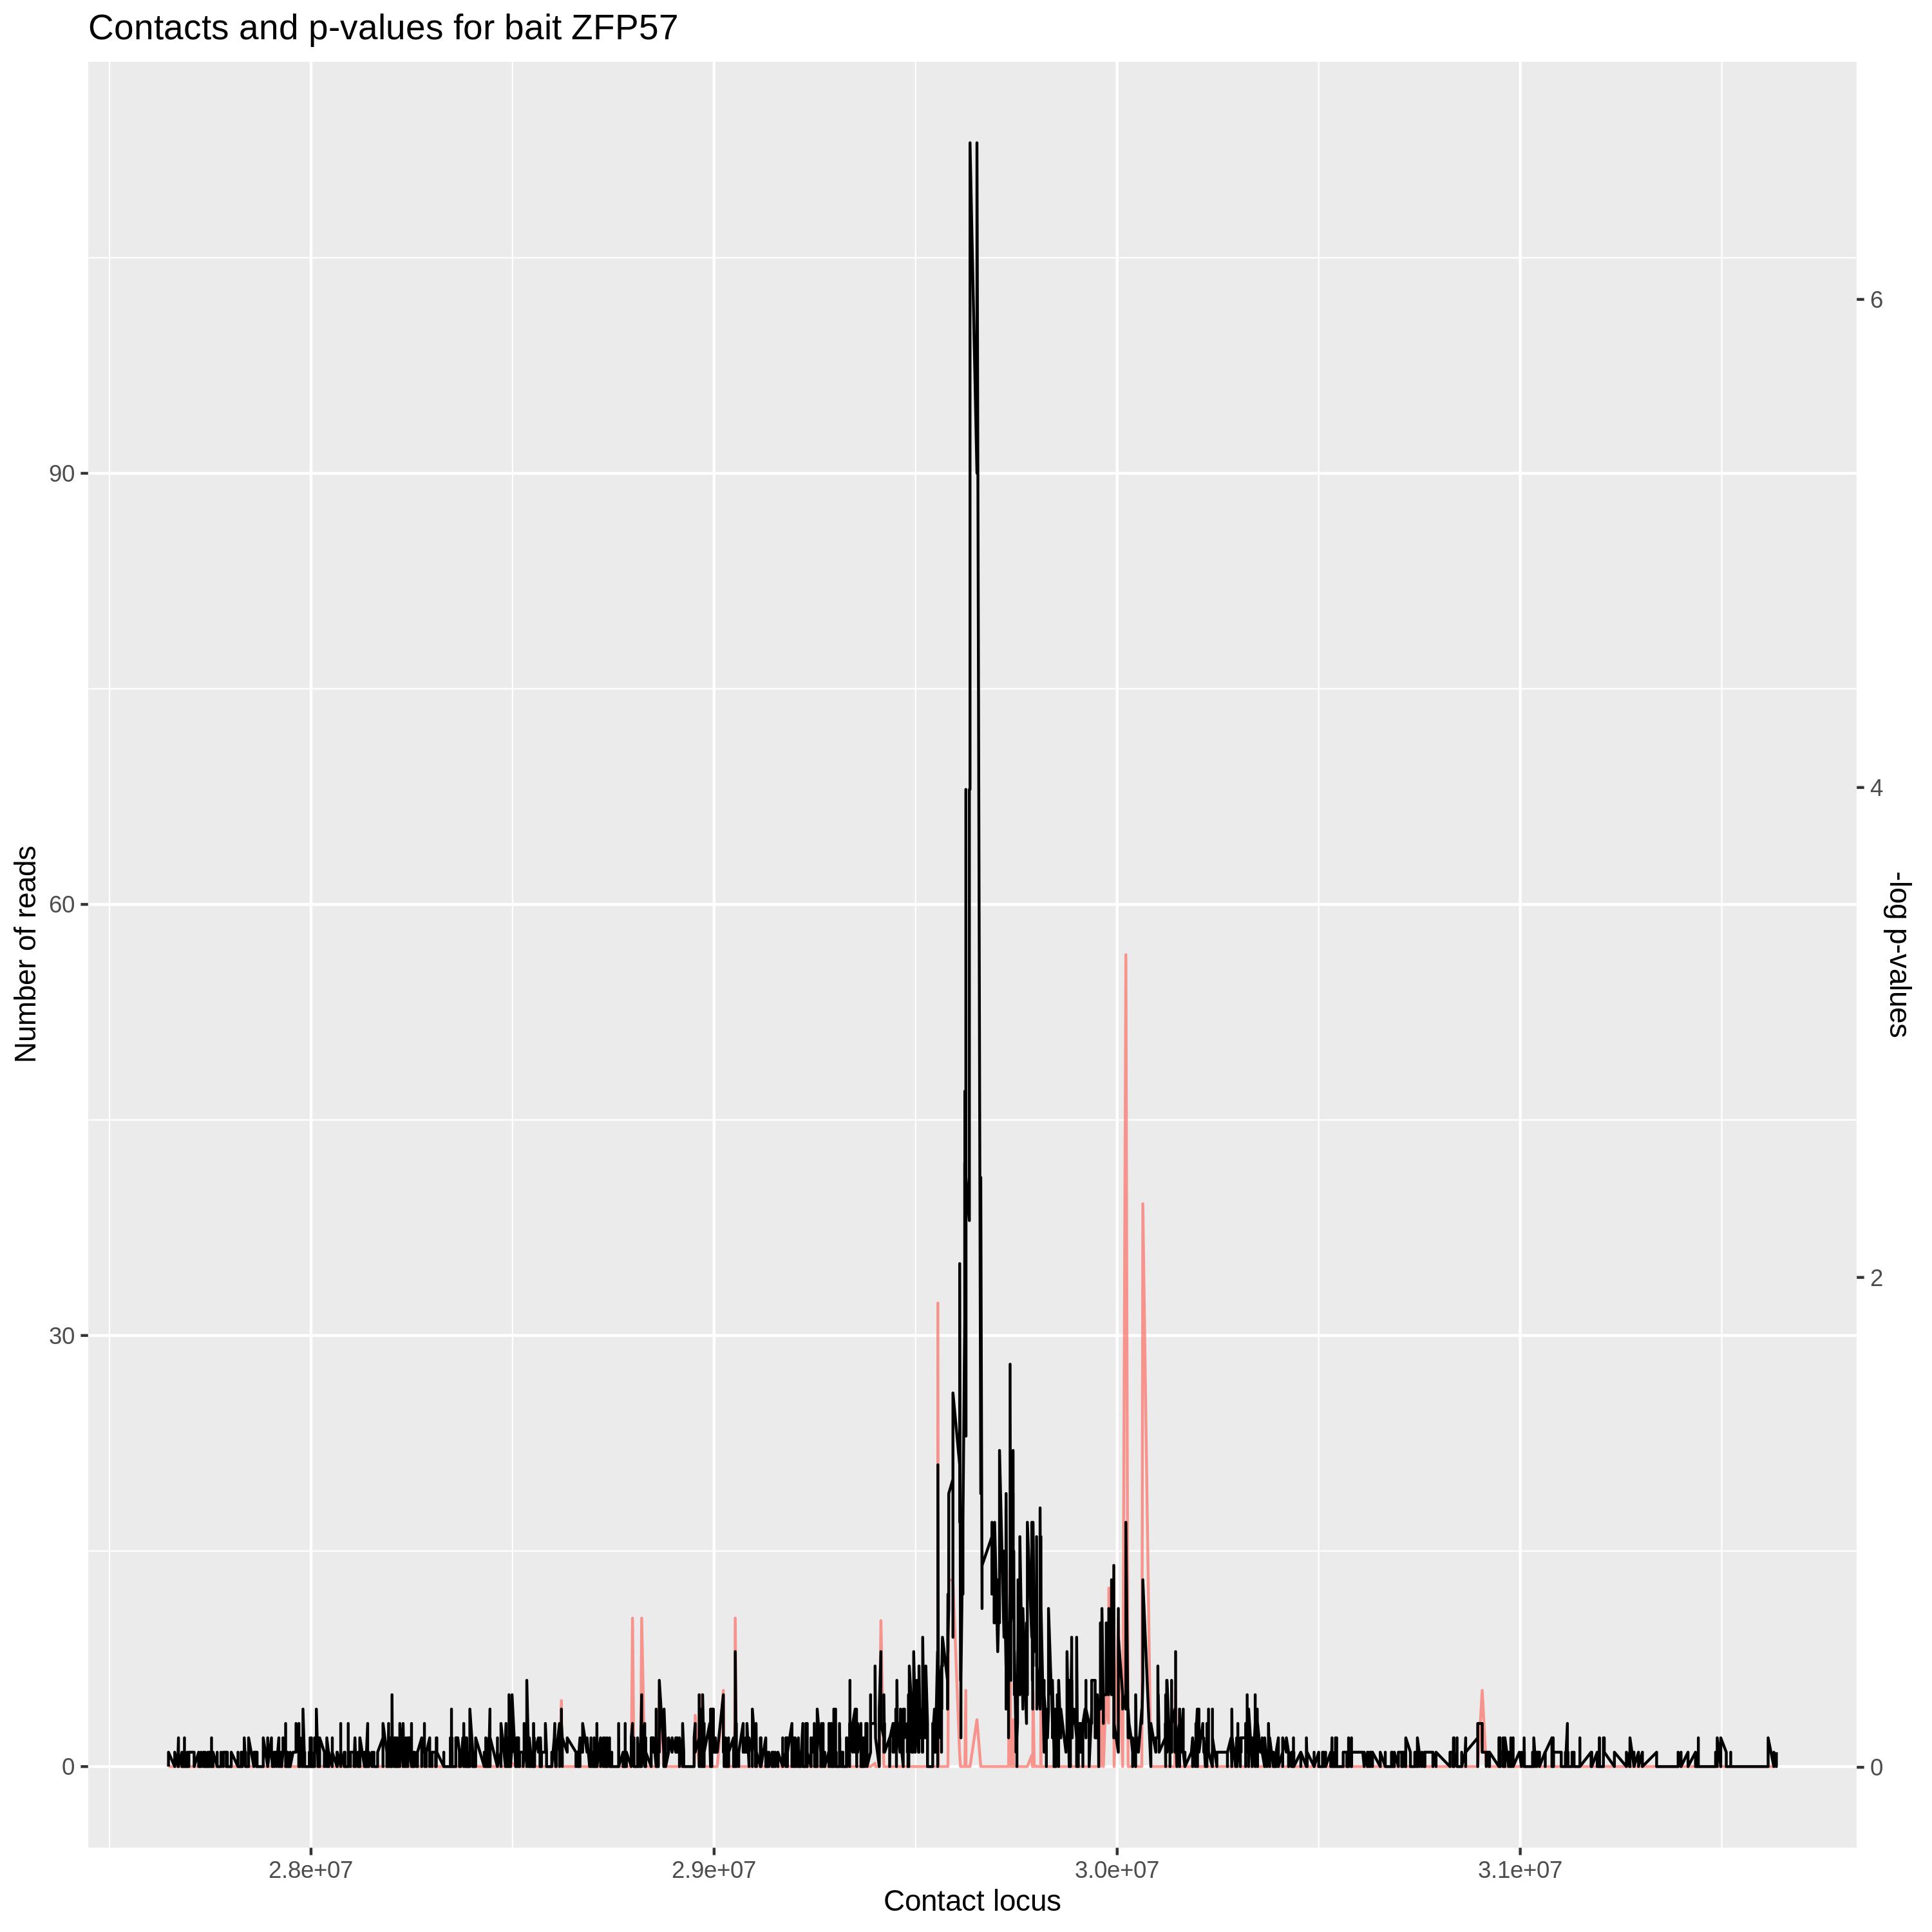 Contacts and p-values for bait ZFP57
Number of reads
90
60
30
0
6
4
2
0
-log p-values
2.8e+07 2.9e+07 3.0e+07 3.1e+07
Contact locus